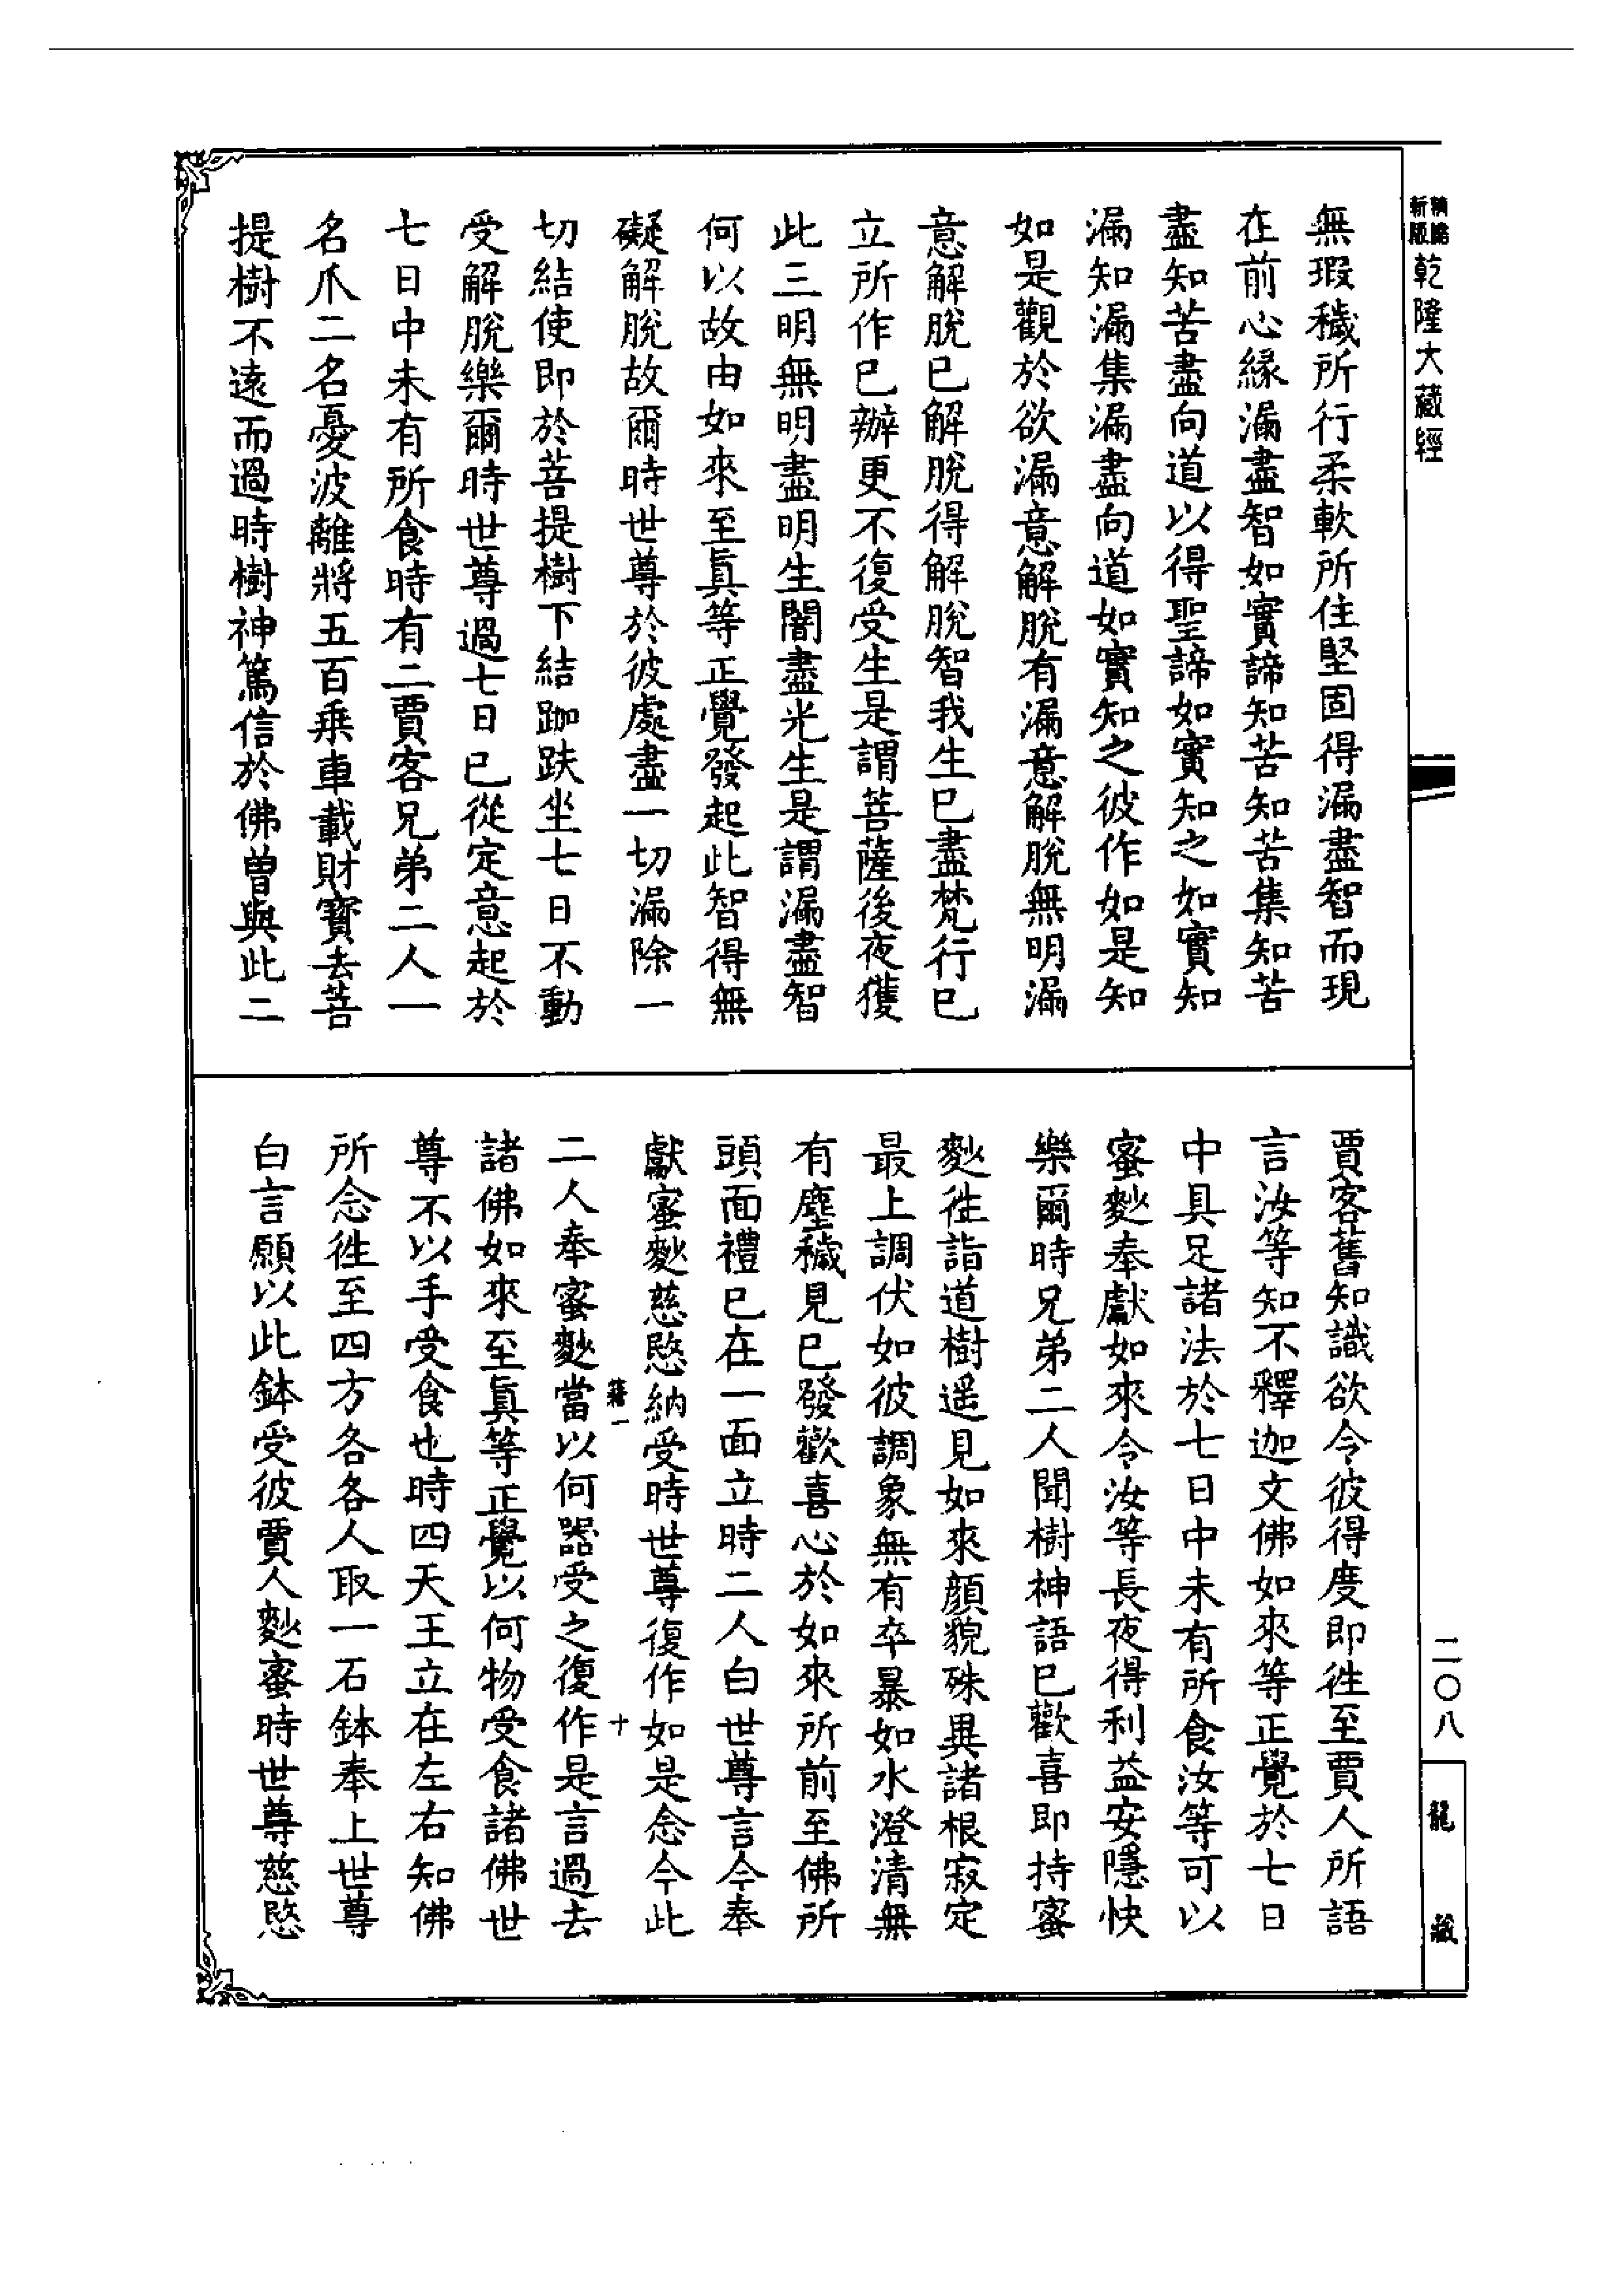 精縮
新版
乾隆大藏經
無瑕穢所行柔軟所住堅固得漏盡智而現
在前心緣漏盡智如實諦知苦知苦集知苦
盡知苦盡向道以得聖諦如實知之如實知
漏知漏集漏盡向道如實知之彼作如是知
如是觀於欲漏意解脫有漏意解脫無明漏
意解脫已解脫得解脫智我生已盡梵行已
立所作已辦更不復受生是謂菩薩後夜獲
此三明無明盡明生闇盡光生是謂漏盡智
何以故由如來至真等正覺發起此智得無
礙解脫故爾時世尊於彼處盡一切漏除一
切結使即於菩提樹下結跏趺坐七日不動
受解脫樂爾時世尊過七日已從定意起於
七日中未有所食時有二賈客兄弟二人一
名爪二名憂波離將五百乘車載財寶去菩
提樹不遠而過時樹神篤信於佛曾與此二
賈客舊知識欲令彼得度即往至賈人所語
言汝等知不釋迦文佛如來等正覺於七日
中具足諸法於七日中未有所食汝等可以
蜜麨奉獻如來令汝等長夜得利益安隱快
樂爾時兄弟二人聞樹神語已歡喜即持蜜
麨往詣道樹遙見如來顏貌殊異諸根寂定
最上調伏如彼調象無有卒暴如水澄清無
有塵穢見已發歡喜心於如來所前至佛所
頭面禮已在一面立時二人白世尊言今奉
獻蜜麨慈愍納受時世尊復作如是念今此
籍一 十
二人奉蜜麨當以何器受之復作是言過去
諸佛如來至真等正覺以何物受食諸佛世
尊不以手受食也時四天王立在左右知佛
所念往至四方各各人取一石鉢奉上世尊
白言願以此鉢受彼賈人麨蜜時世尊慈愍
二〇八
龍藏